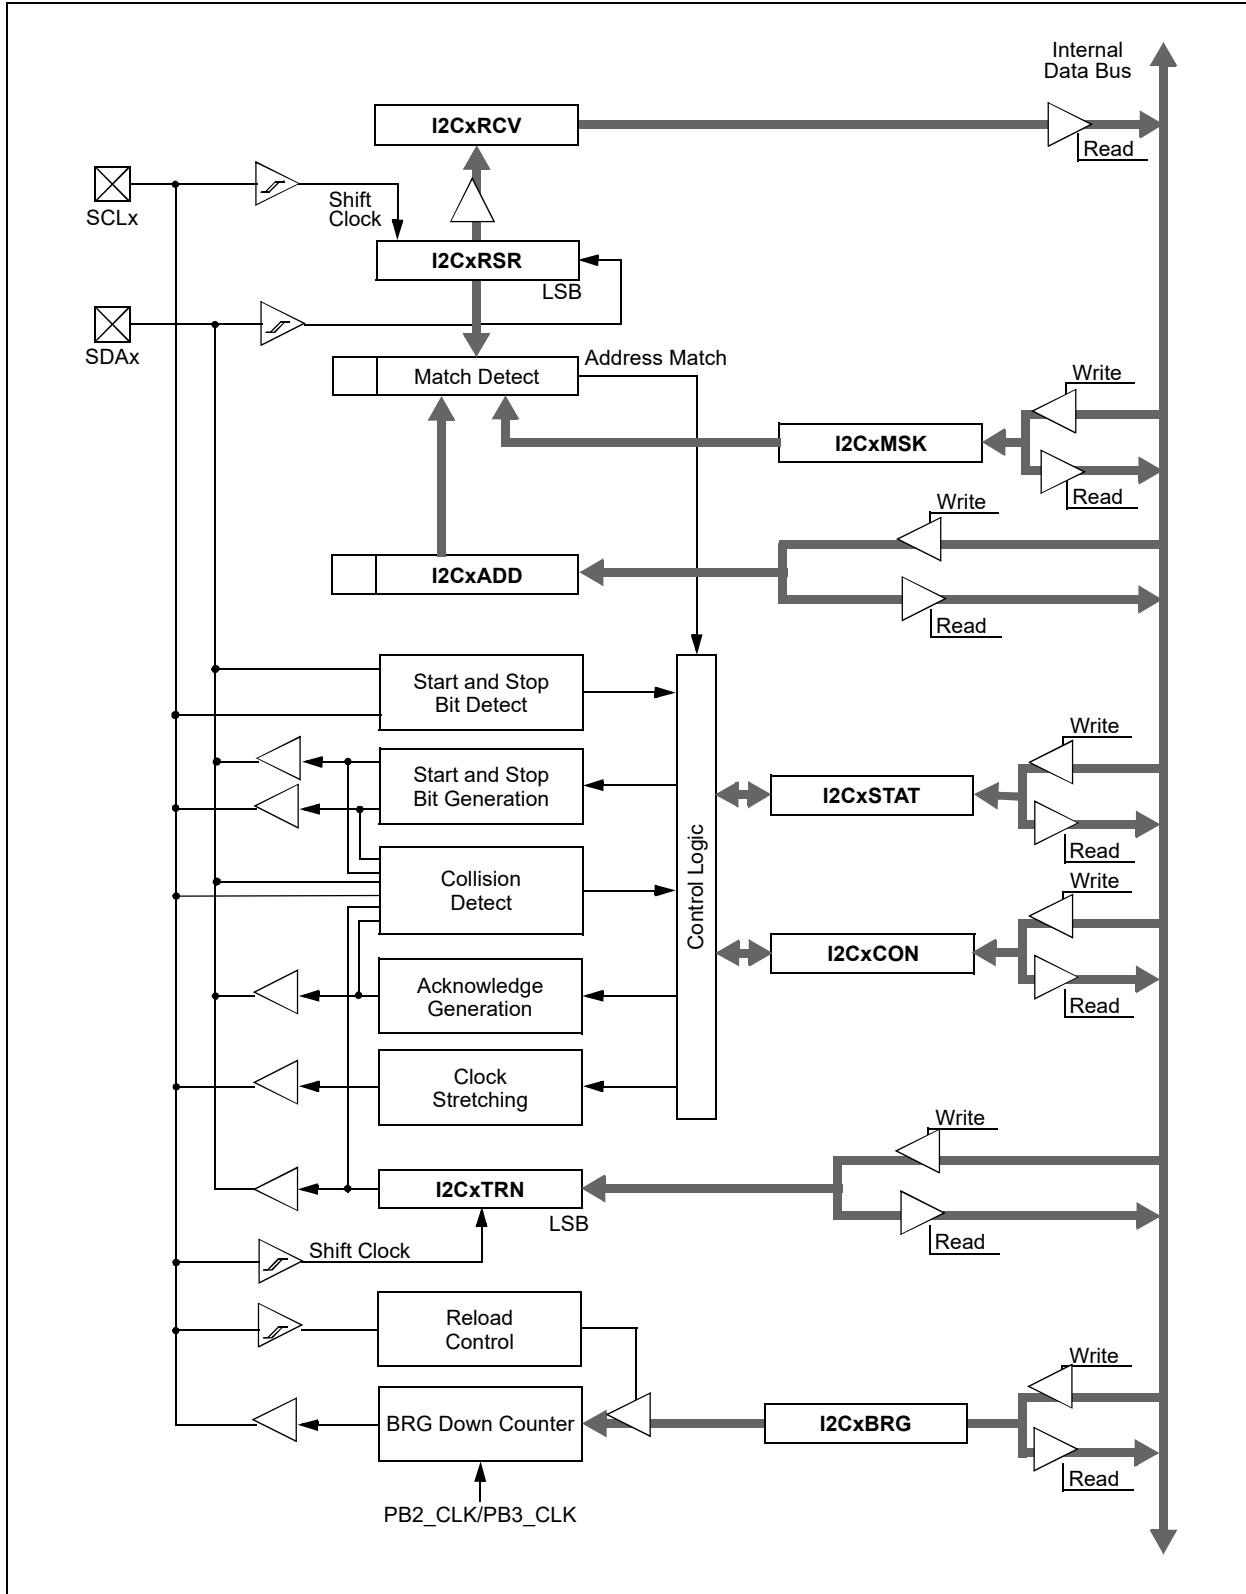 Internal
Data Bus
I2CxRCV
Read
SCLx
Shift
Clock
I2CxRSR
LSB
SDAx
Address Match
Match Detect
Write
I2CxMSK
Read
Write
I2CxADD
Read
Start and Stop
Bit Detect
Write
Start and Stop
Bit Generation
I2CxSTAT
Read
Control Logic
Collision
Detect
Write
I2CxCON
Read
Acknowledge
Generation
Clock
Stretching
Write
I2CxTRN
LSB
Read
Shift Clock
Reload
Control
Write
BRG Down Counter
I2CxBRG
Read
PB2_CLK/PB3_CLK